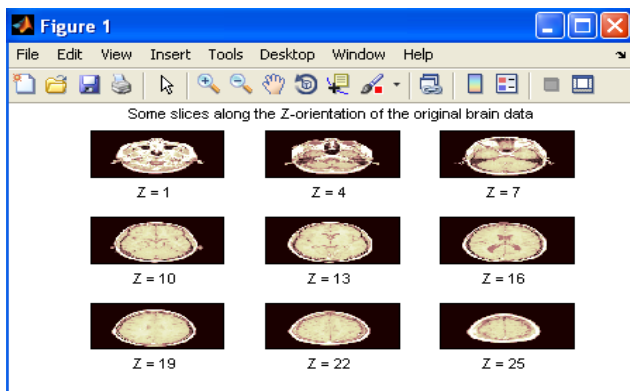 Figure 1
File Edit View Insert Tools Desktop Window Help
Some slices along the Z-orientation of the original brain data
Z = 1 Z = 4 Z = 7
Z = 10 Z = 13 Z = 16
Z = 19 Z = 22 Z = 25